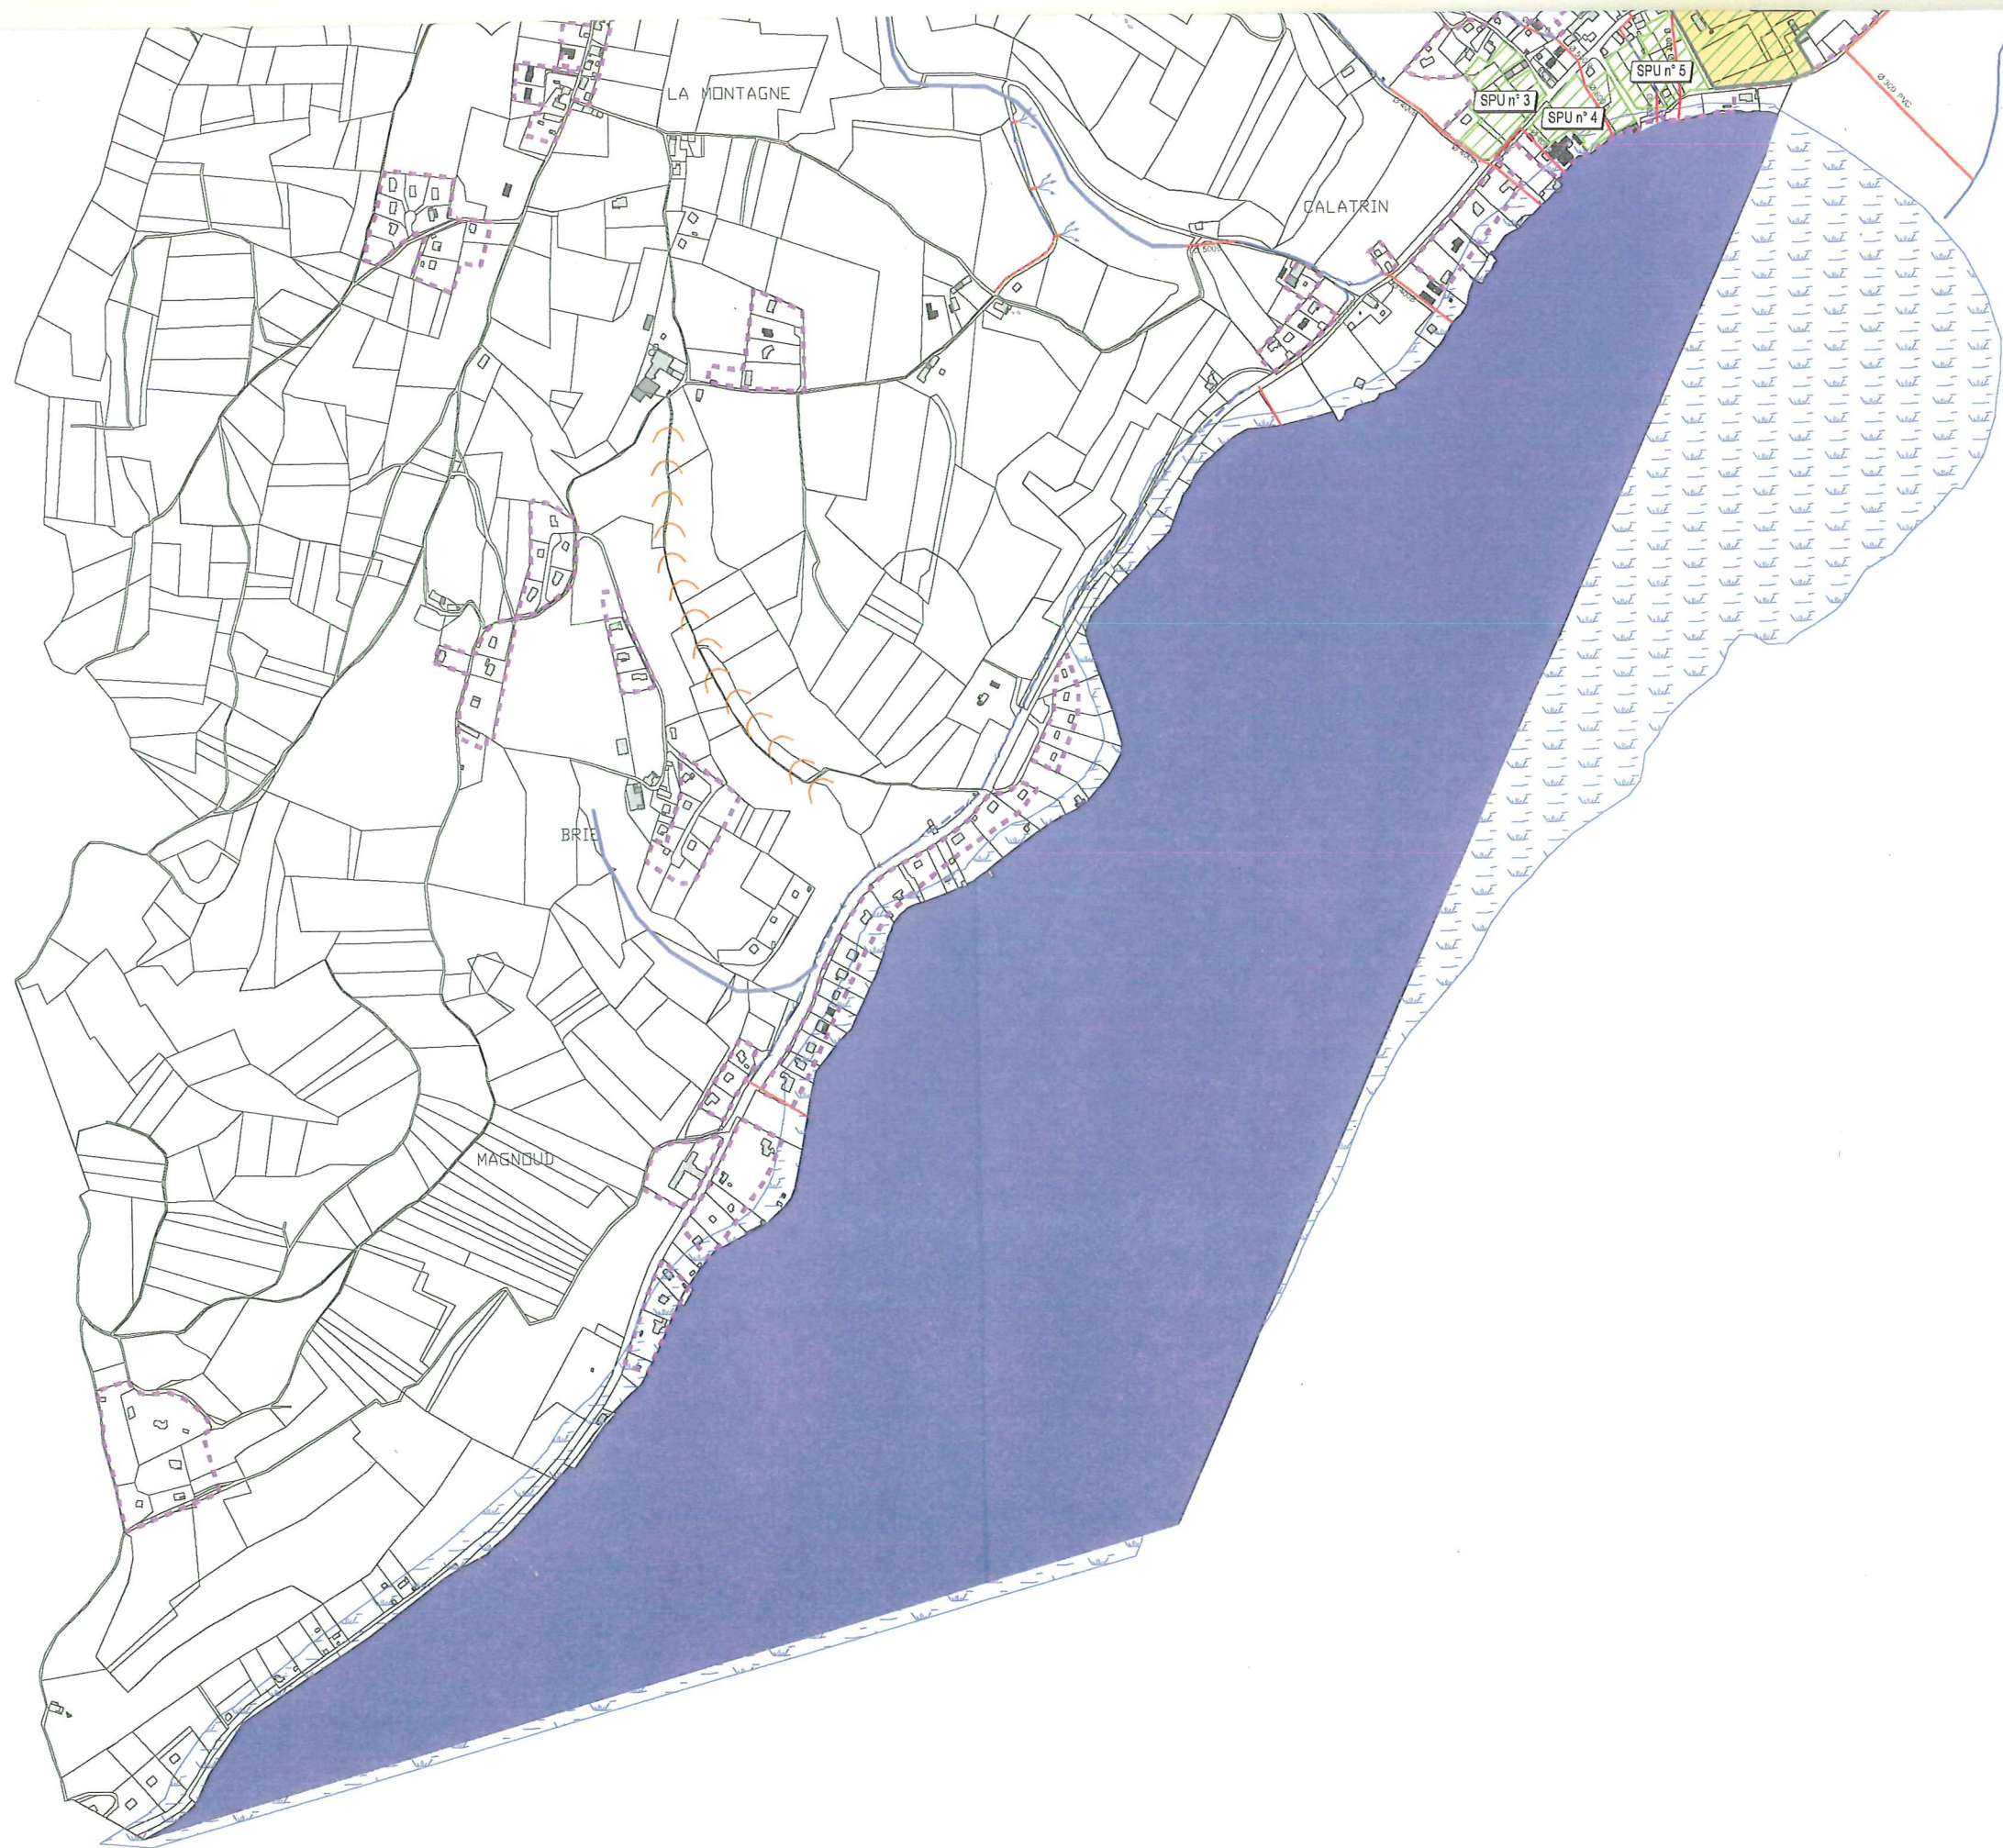 SPU n° 5
LA MONTAGNE
SPU n° 3
SPU n° 4
Ø 300 PVC
CALATRIN
BRIE
MAGNOUD